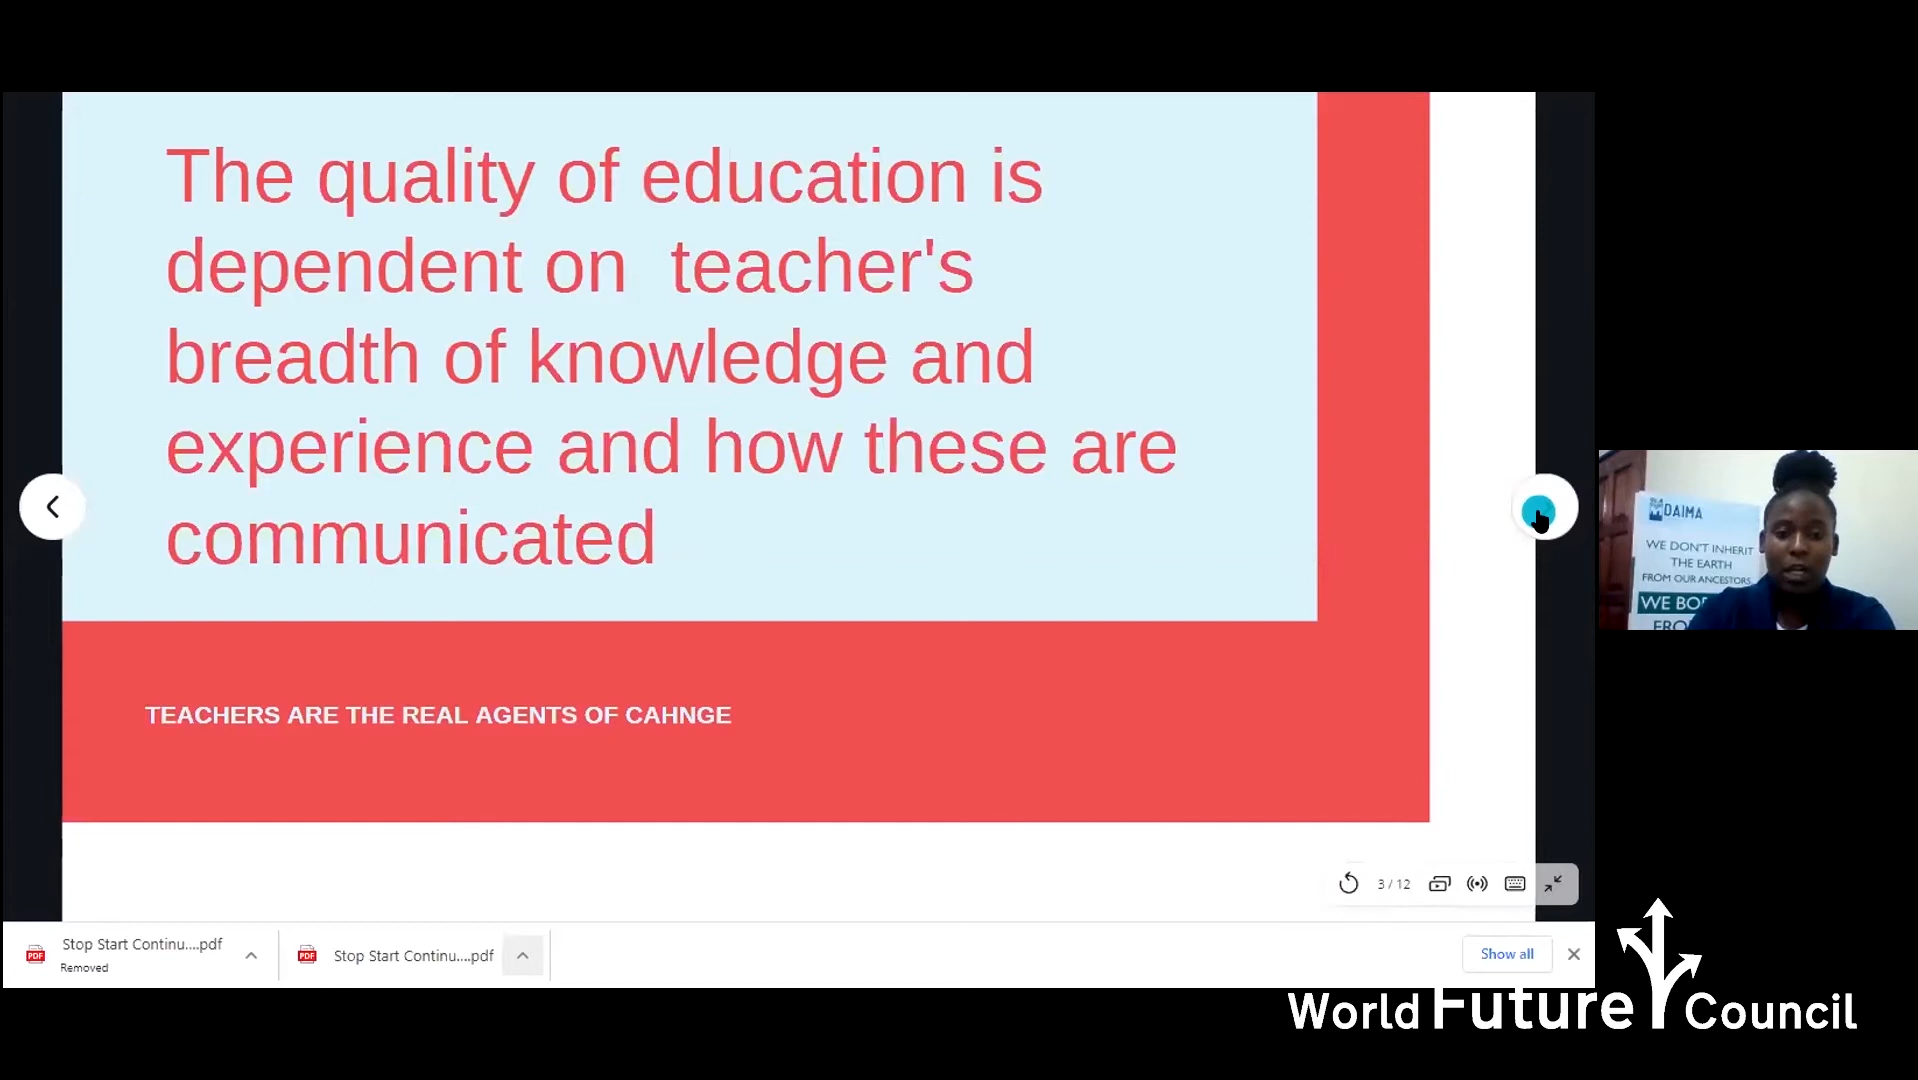 The quality of education is
dependent on  teacher's
breadth of knowledge and
experience and how these are
communicated
TEACHERS ARE THE REAL AGENTS OF CAHNGE
DAIMA
WE DON'T INHERIT
THE EARTH
FROM OUR ANCESTORS
WE BOR
FRO
3 / 12
Stop Start Continu....pdf
Removed
Stop Start Continu....pdf
Show all
World Future Council